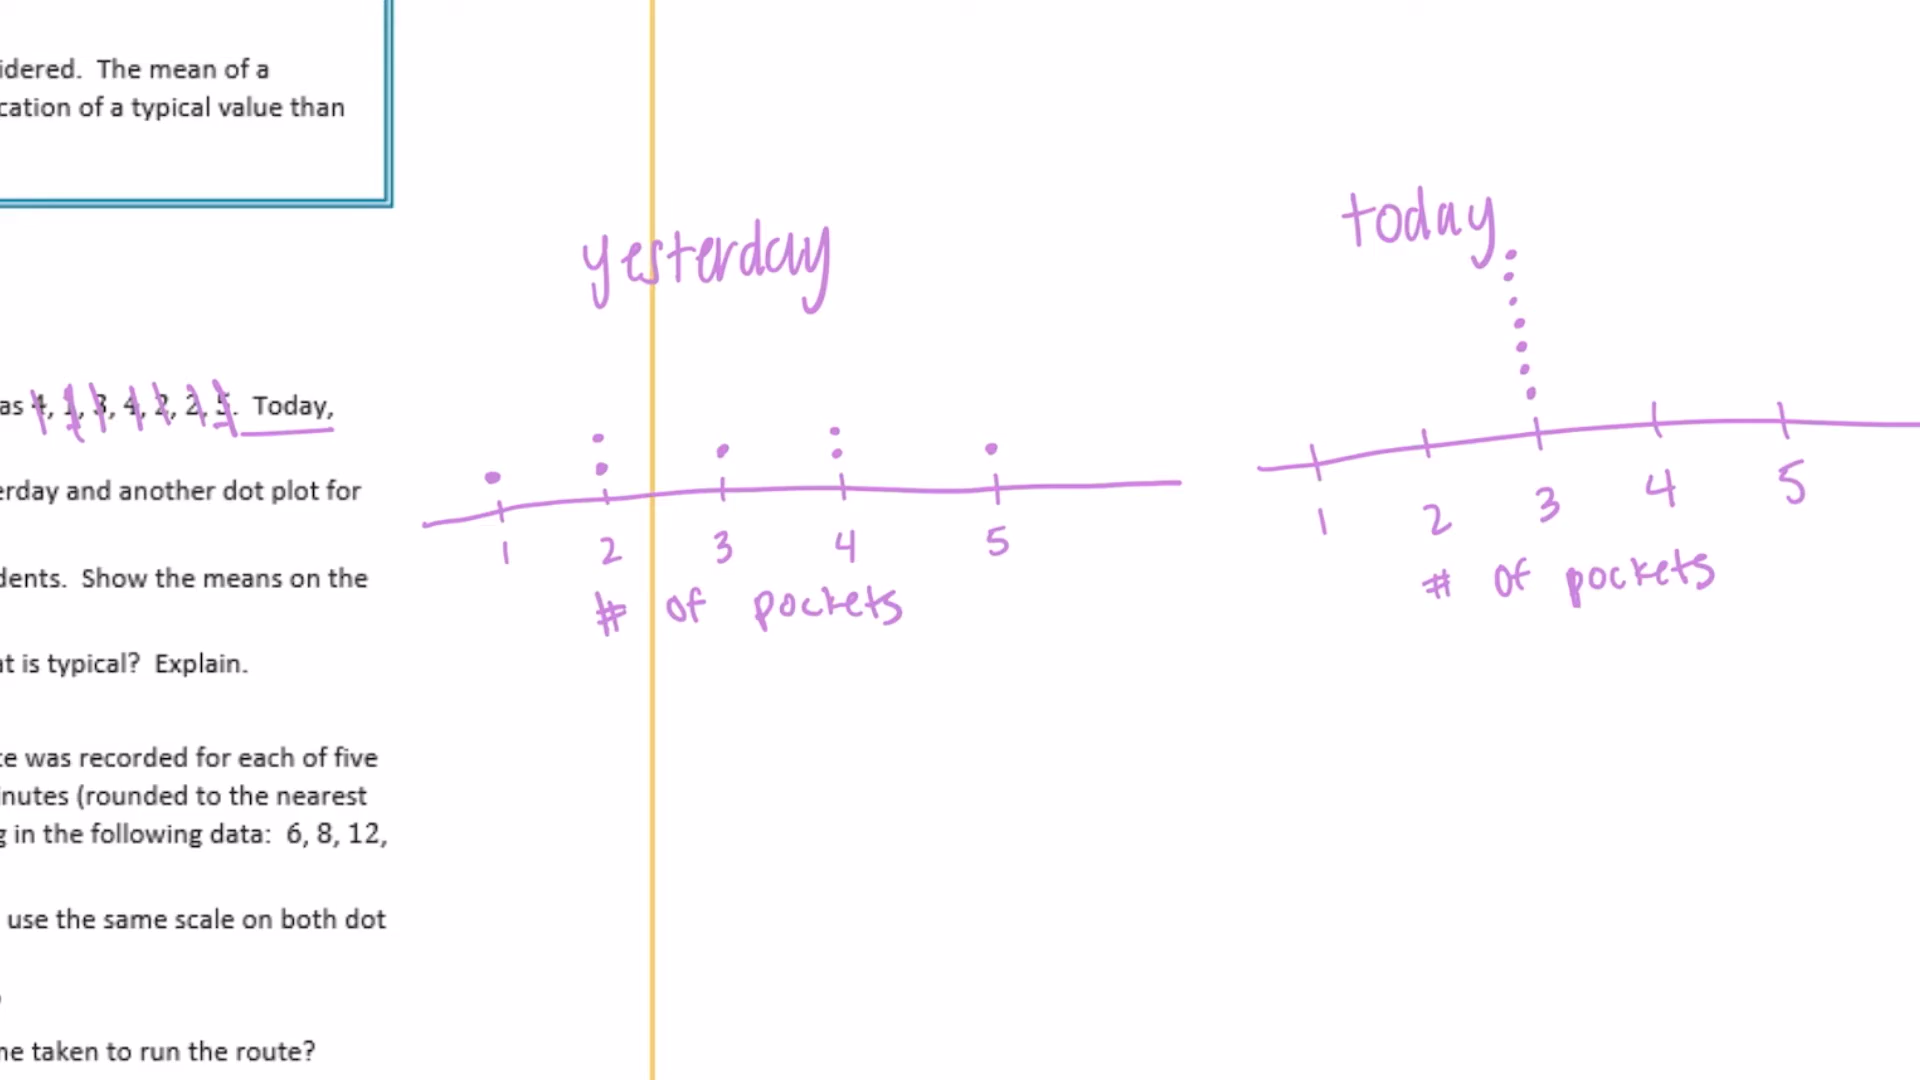 idered. The mean of a
cation of a typical value than
as 4, 1, 3, 4, 2, 2, 5. Today,
erday and another dot plot for
dents. Show the means on the
at is typical? Explain.
ce was recorded for each of five
inutes (rounded to the nearest
g in the following data: 6, 8, 12,
use the same scale on both dot
ne taken to run the route?
yesterday
1 2 3 4 5
# of pockets
today
1 2 3 4 5
# of pockets